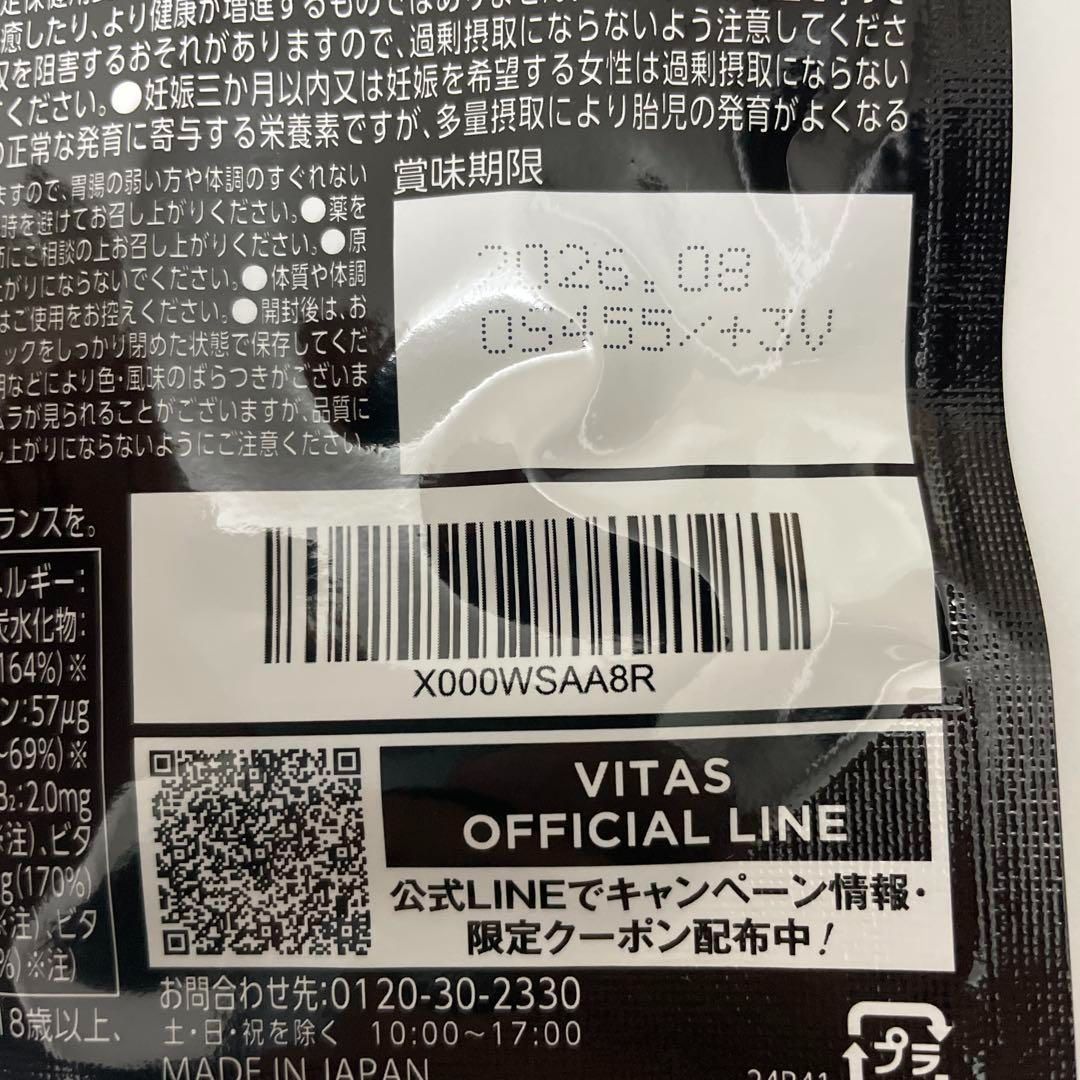 癒したり、より健康が増進するものではありません
を阻害するおそれがありますので、過剰摂取にならないよう注意してくださ
ください。●妊娠三か月以内又は妊娠を希望する女性は過剰摂取にならない
の正常な発育に寄与する栄養素ですが、多量摂取により胎児の発育がよくなる
ますので、胃腸の弱い方や体調のすぐれない
時を避けてお召し上がりください。●薬を
にご相談の上お召し上がりください。●原
がりにならないでください。●体質や体調
はご使用をお控えください。●開封後は、お
ックをしっかり閉めた状態で保存してくだ
などにより色・風味のばらつきがございま
ムラが見られることがございますが、品質に
し上がりにならないようにご注意ください。
賞味期限
2026.08
0S455/+3V
ランスを。
ルギー:
炭水化物:
164%)※
ン:57μg
~69%)※
B₂:2.0mg
※注)、ビタ
g(170%)
※注)、ビタ
%)※注)
18歳以上、
X000WSAA8R
VITAS
OFFICIAL LINE
公式LINEでキャンペーン情報・
限定クーポン配布中!
お問合わせ先:0120-30-2330
土・日・祝を除く 10:00~17:00
MADE IN JAPAN
プラ